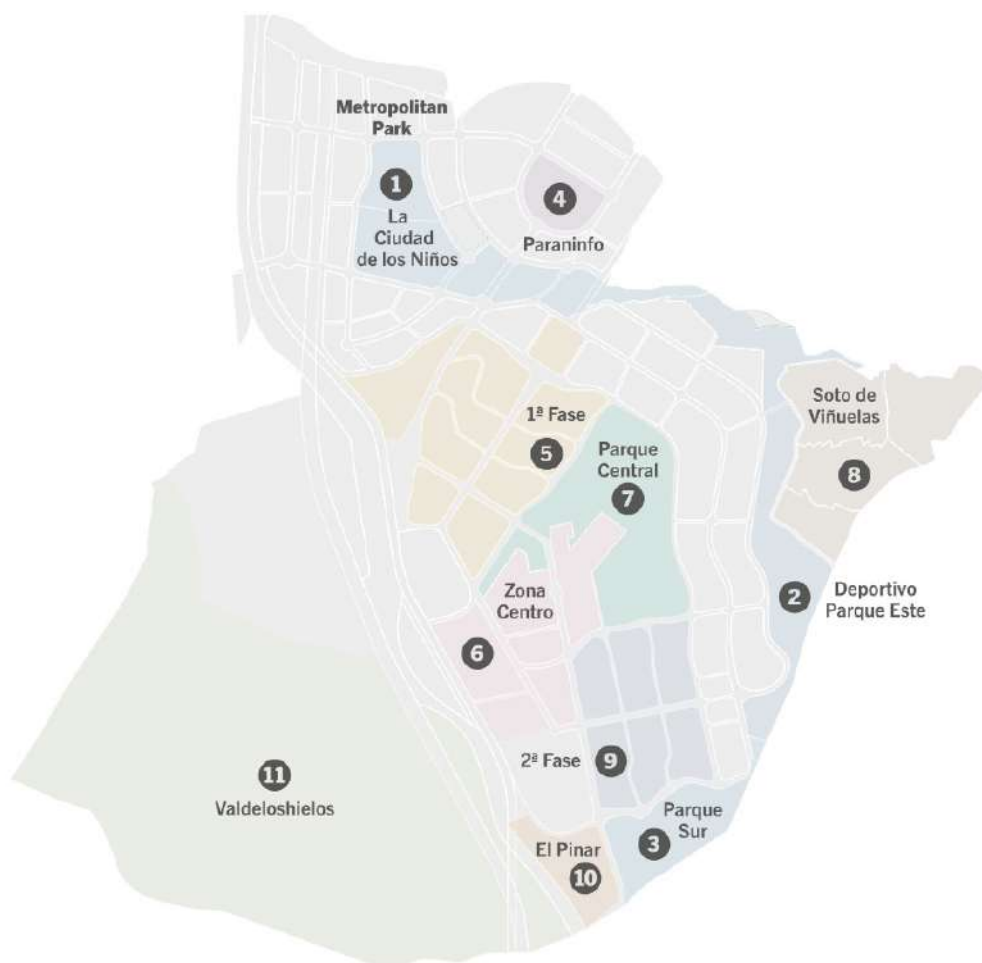 Metropolitan
Park
1
La
Ciudad
de los Niños
4
Paraninfo
1ª Fase
5
Parque
Central
7
Soto de
Viñuelas
8
Zona
Centro
6
2
Deportivo
Parque Este
2ª Fase
9
11
Valdeloshielos
Parque
Sur
3
El Pinar
10